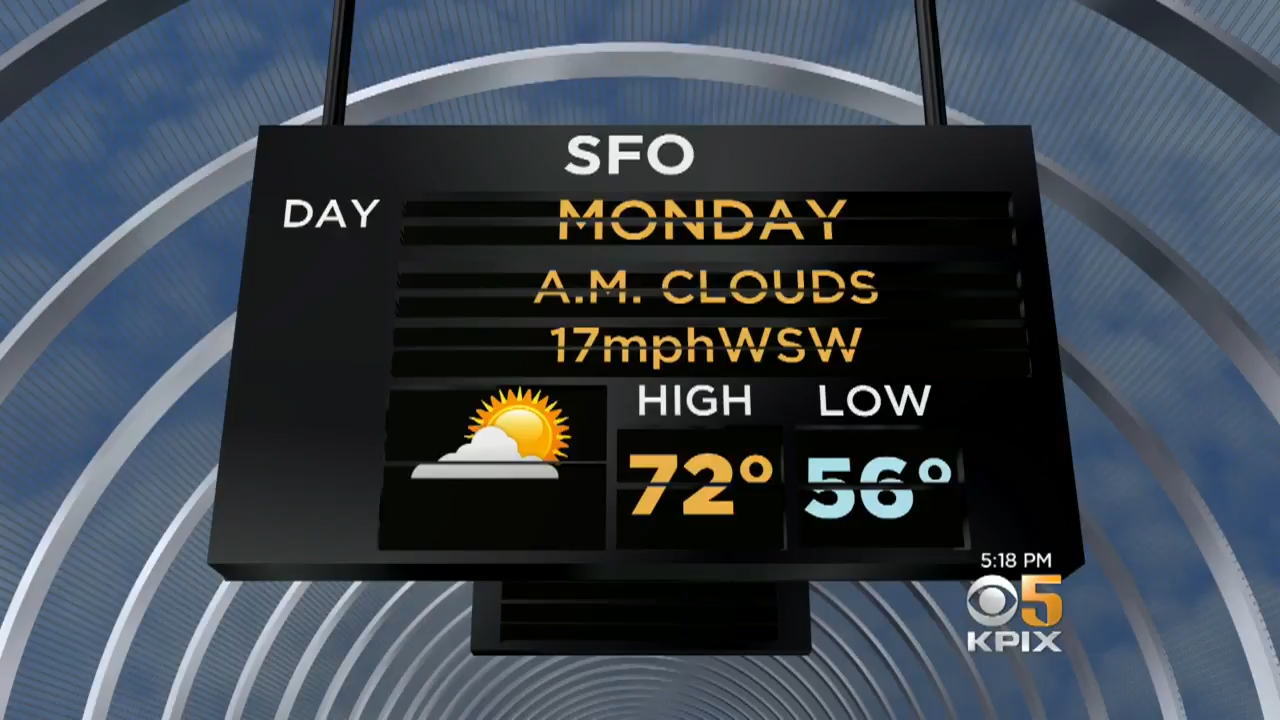 SFO
DAY MONDAY
A.M. CLOUDS
17mphWSW
HIGH LOW
72° 56°
5:18 PM
5
KPIX